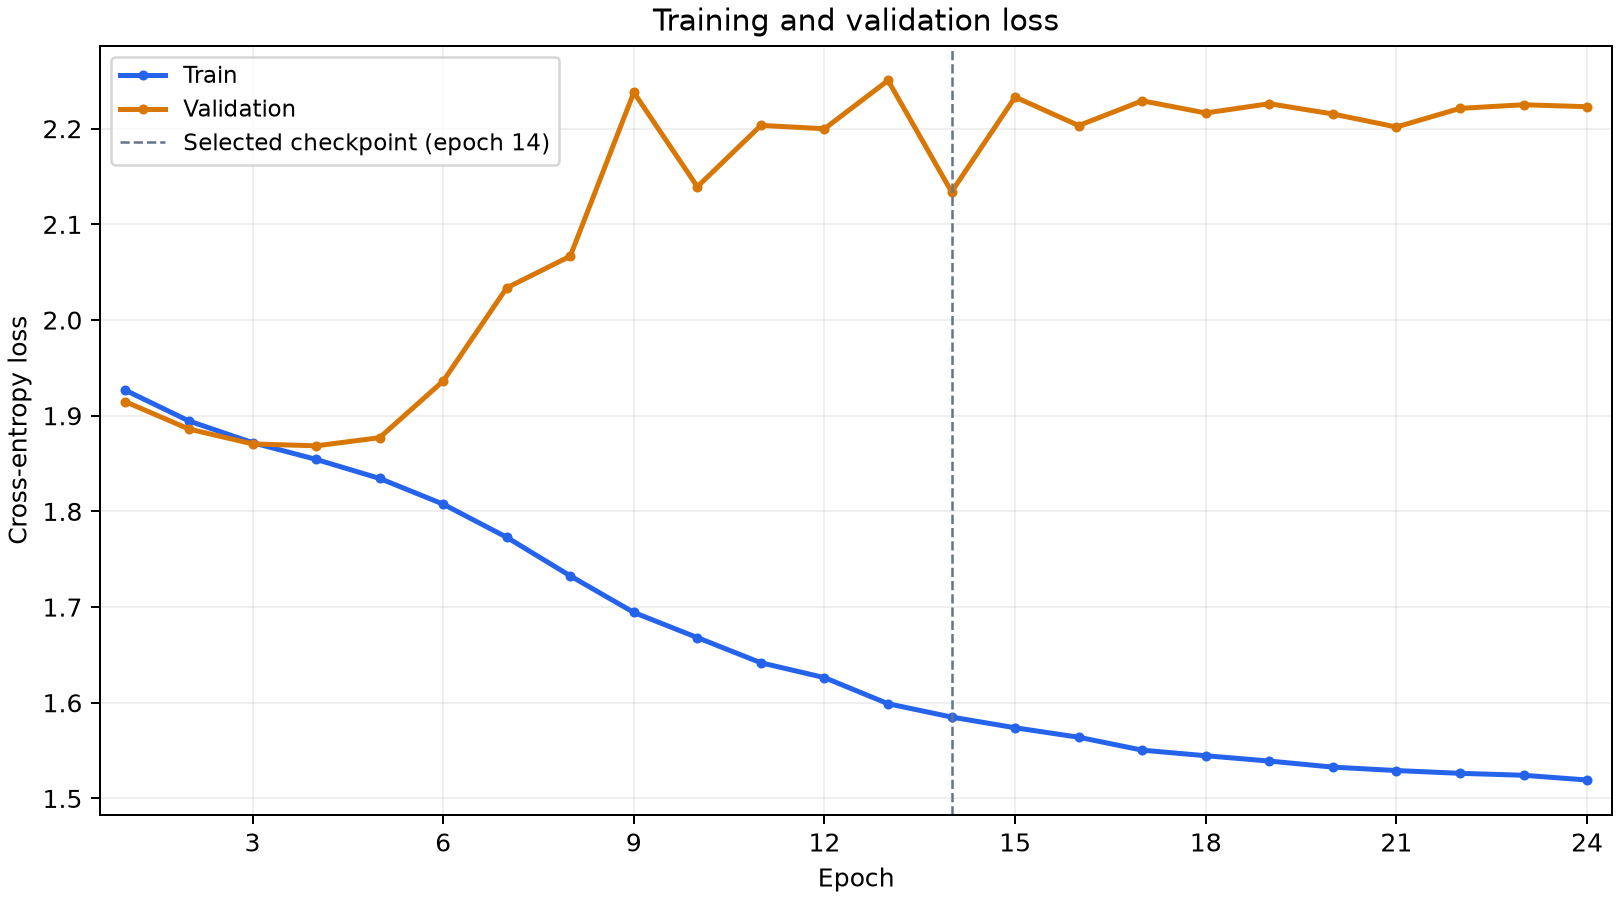 Training and validation loss
Train
Validation
Selected checkpoint (epoch 14)
2.2
2.1
2.0
1.9
1.8
1.7
1.6
1.5
Cross-entropy loss
3 6 9 12 15 18 21 24
Epoch